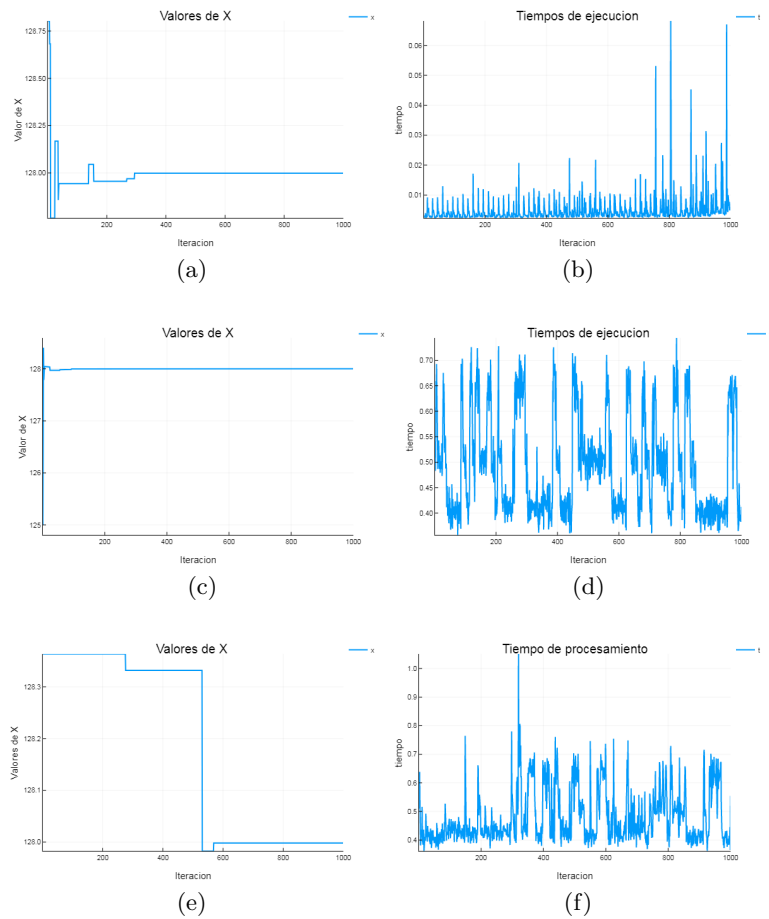 Valores de X
x
Valor de X
128.75
128.50
128.25
128.00
200
400
600
800
1000
Iteracion
(a)
Tiempos de ejecucion
t
tiempo
0.06
0.05
0.04
0.03
0.02
0.01
200
400
600
800
1000
Iteracion
(b)
Valores de X
x
Valor de X
128
127
126
125
200
400
600
800
1000
Iteracion
(c)
Tiempos de ejecucion
tiempo
0.70
0.65
0.60
0.55
0.50
0.45
0.40
200
400
600
800
1000
Iteracion
(d)
Valores de X
x
Valores de X
128.3
128.2
128.1
128.0
200
400
600
800
1000
Iteracion
(e)
Tiempo de procesamiento
t
tiempo
1.0
0.9
0.8
0.7
0.6
0.5
0.4
200
400
600
800
1000
Iteracion
(f)